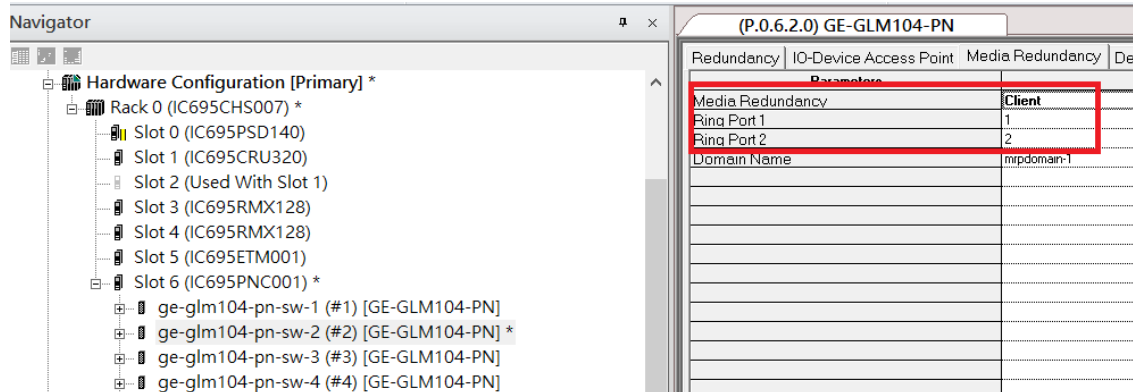 Navigator
Hardware Configuration [Primary] *
Rack 0 (IC695CHS007) *
Slot 0 (IC695PSD140)
Slot 1 (IC695CRU320)
Slot 2 (Used With Slot 1)
Slot 3 (IC695RMX128)
Slot 4 (IC695RMX128)
Slot 5 (IC695ETM001)
Slot 6 (IC695PNC001) *
ge-glm104-pn-sw-1 (#1) [GE-GLM104-PN]
ge-glm104-pn-sw-2 (#2) [GE-GLM104-PN] *
ge-glm104-pn-sw-3 (#3) [GE-GLM104-PN]
ge-glm104-pn-sw-4 (#4) [GE-GLM104-PN]
(P.0.6.2.0) GE-GLM104-PN
Redundancy IO-Device Access Point Media Redundancy De
Parameters
Media Redundancy Client
Ring Port 1 1
Ring Port 2 2
Domain Name mrpdomain-1